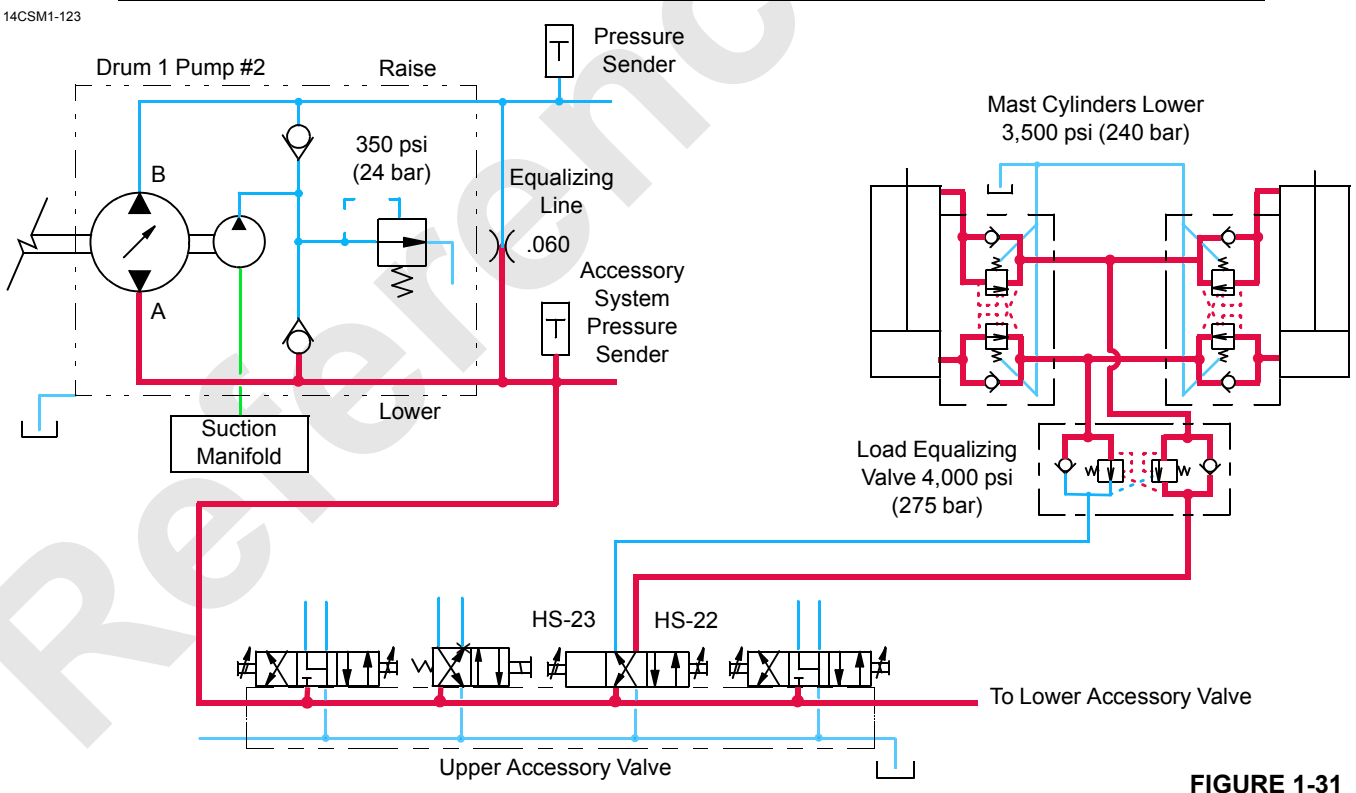 14CSM1-123
Pressure
Sender
Drum 1 Pump #2
Raise
Mast Cylinders Lower
3,500 psi (240 bar)
350 psi
(24 bar)
B
Equalizing
Line
.060
A
Accessory
System
Pressure
Sender
Lower
Suction
Manifold
Load Equalizing
Valve 4,000 psi
(275 bar)
HS-23
HS-22
To Lower Accessory Valve
Upper Accessory Valve
FIGURE 1-31
T
T
Referenc